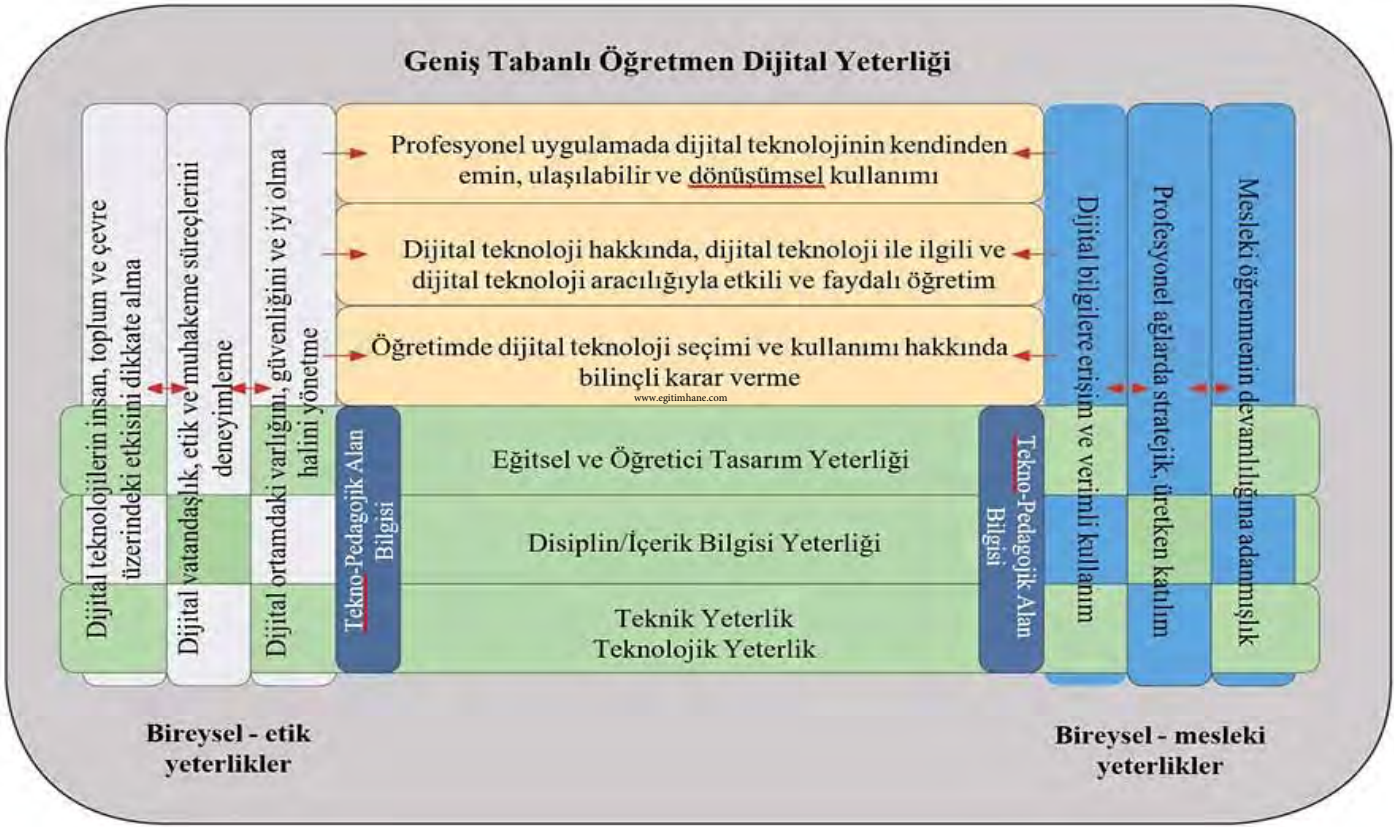 Geniş Tabanlı Öğretmen Dijital Yeterliği
Dijital teknolojilerin insan, toplum ve çevre
üzerindeki etkisini dikkate alma
Dijital vatandaşlık, etik ve muhakeme süreçlerini
deneyimleme
Dijital ortamdaki varlığını, güvenliğini ve iyi olma
halini yönetme
Profesyonel uygulamada dijital teknolojinin kendinden
emin, ulaşılabilir ve dönüşümsel kullanımı
Dijital teknoloji hakkında, dijital teknoloji ile ilgili ve
dijital teknoloji aracılığıyla etkili ve faydalı öğretim
Öğretimde dijital teknoloji seçimi ve kullanımı hakkında
bilinçli karar verme
www.egitimhane.com
Tekno-Pedagojik Alan
Bilgisi
Eğitsel ve Öğretici Tasarım Yeterliği
Disiplin/İçerik Bilgisi Yeterliği
Teknik Yeterlik
Teknolojik Yeterlik
Tekno-Pedagojik Alan
Bilgisi
Dijital bilgilere erişim ve verimli kullanım
Profesyonel ağlarda stratejik, üretken katılım
Mesleki öğrenmenin devamlılığına adanmışlık
Bireysel - etik
yeterlikler
Bireysel - mesleki
yeterlikler